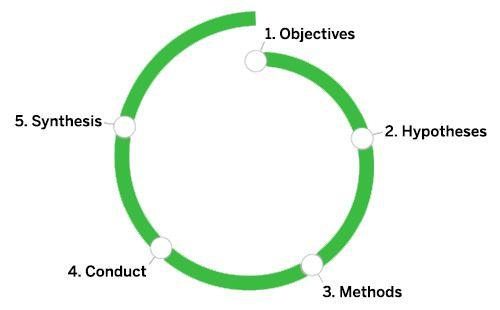 1. Objectives
2. Hypotheses
3. Methods
4. Conduct
5. Synthesis